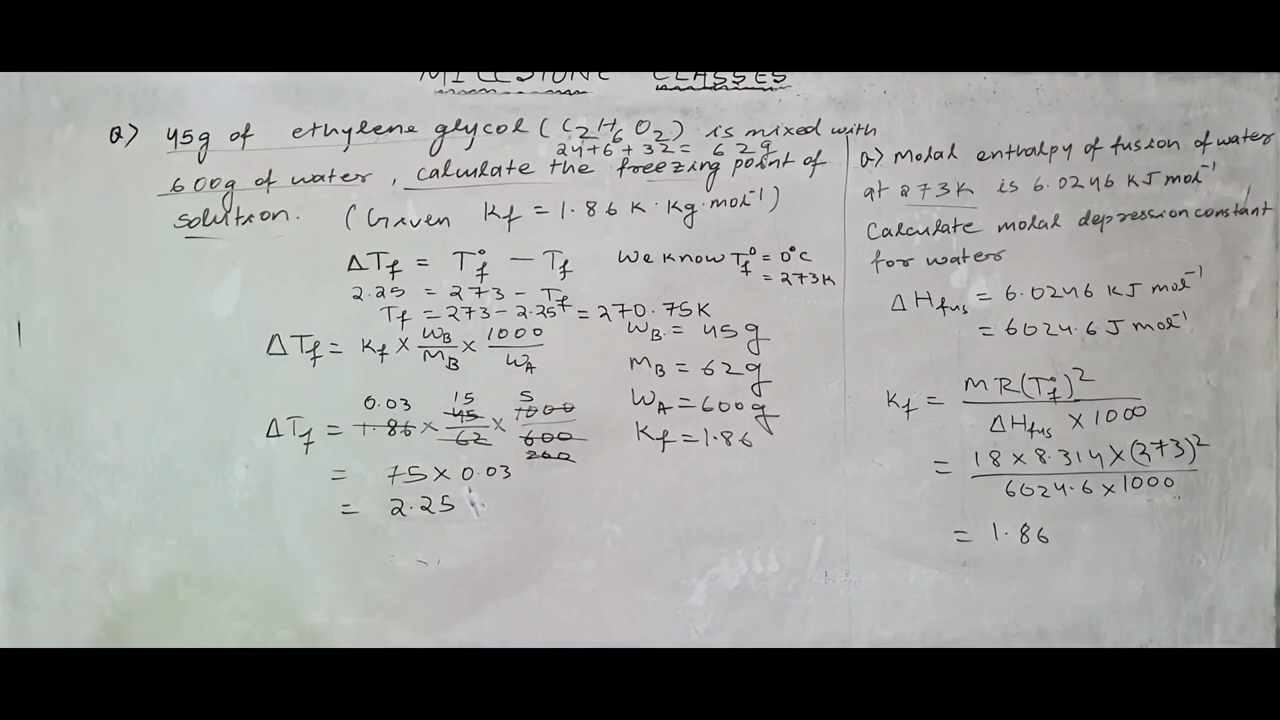 MILESTONE CLASSES
Q> 45g of ethylene glycol (C2H6O2) is mixed with
24+6+32 = 62g
600g of water, calculate the freezing point of
solution. (Given Kf = 1.86 K·Kg·mol⁻¹)
ΔTf = Tf° − Tf
We know Tf° = 0°C
= 273K
2.25 = 273 − Tf
Tf = 273 − 2.25 = 270.75K
ΔTf = Kf × WB/MB × 1000/WA
WB = 45g
MB = 62g
WA = 600g
Kf = 1.86
0.03 15 5
ΔTf = 1.86 × 45/62 × 1000/600
200
= 75 × 0.03
= 2.25
Q> Molal enthalpy of fusion of water
at 273K is 6.0246 KJ mol⁻¹
Calculate molal depression constant
for water
ΔHfus = 6.0246 KJ mol⁻¹
= 6024.6 J mol⁻¹
Kf = MR(Tf°)²/ΔHfus × 1000
= 18 × 8.314 × (273)²/6024.6 × 1000
= 1.86